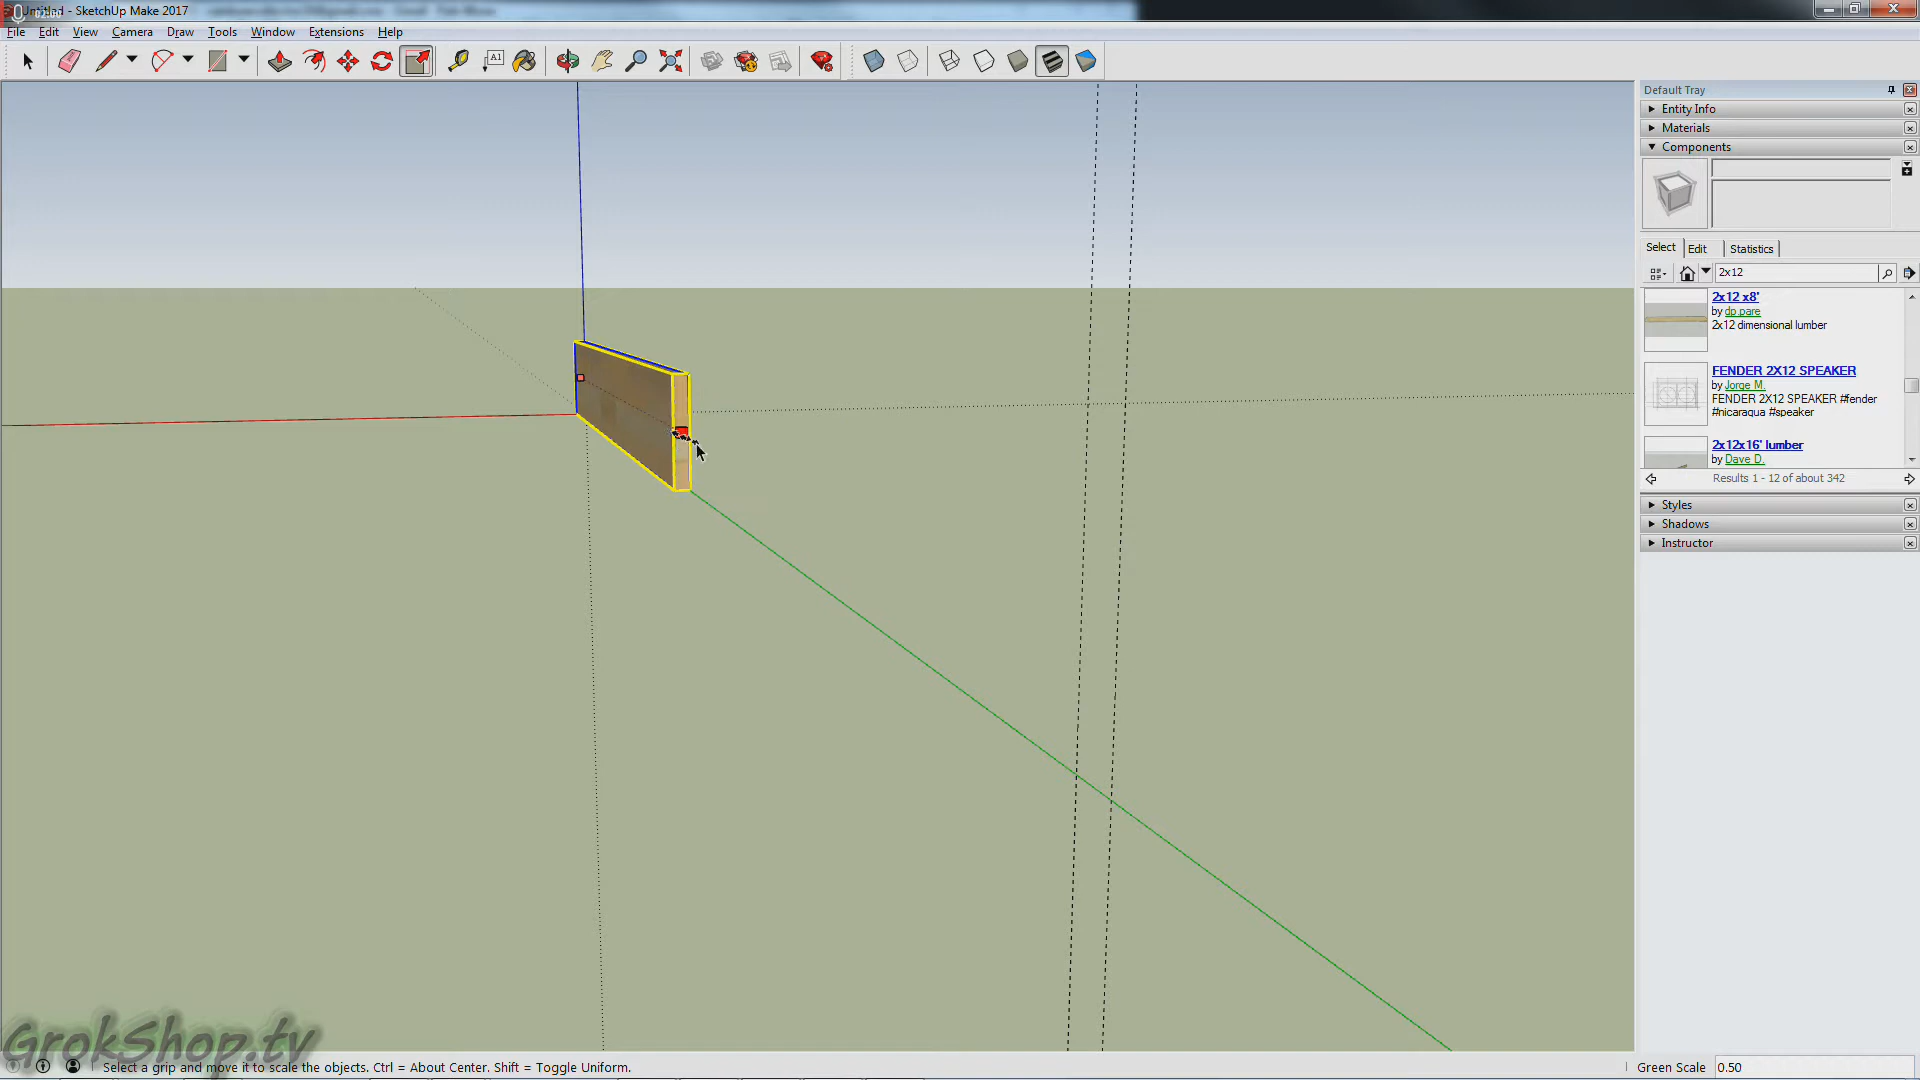 Untitled - SketchUp Make 2017
File Edit View Camera Draw Tools Window Extensions Help
A1
Default Tray
Entity Info
Materials
Components
Select Edit Statistics
2x12
2x12 x8'
by dp.pare
2x12 dimensional lumber
FENDER 2X12 SPEAKER
by Jorge M.
FENDER 2X12 SPEAKER #fender
#nicaragua #speaker
2x12x16' lumber
by Dave D.
Results 1 - 12 of about 342
Styles
Shadows
Instructor
GrokShop.tv
Select a grip and move it to scale the objects. Ctrl = About Center. Shift = Toggle Uniform.
Green Scale 0.50